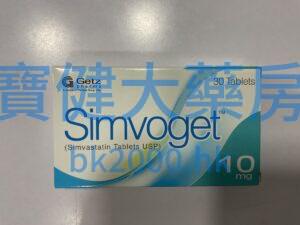 Getz
pharma
30 Tablets
寶健大藥房
Simvoget
(Simvastatin Tablets USP)
bk2000.hk
10
mg